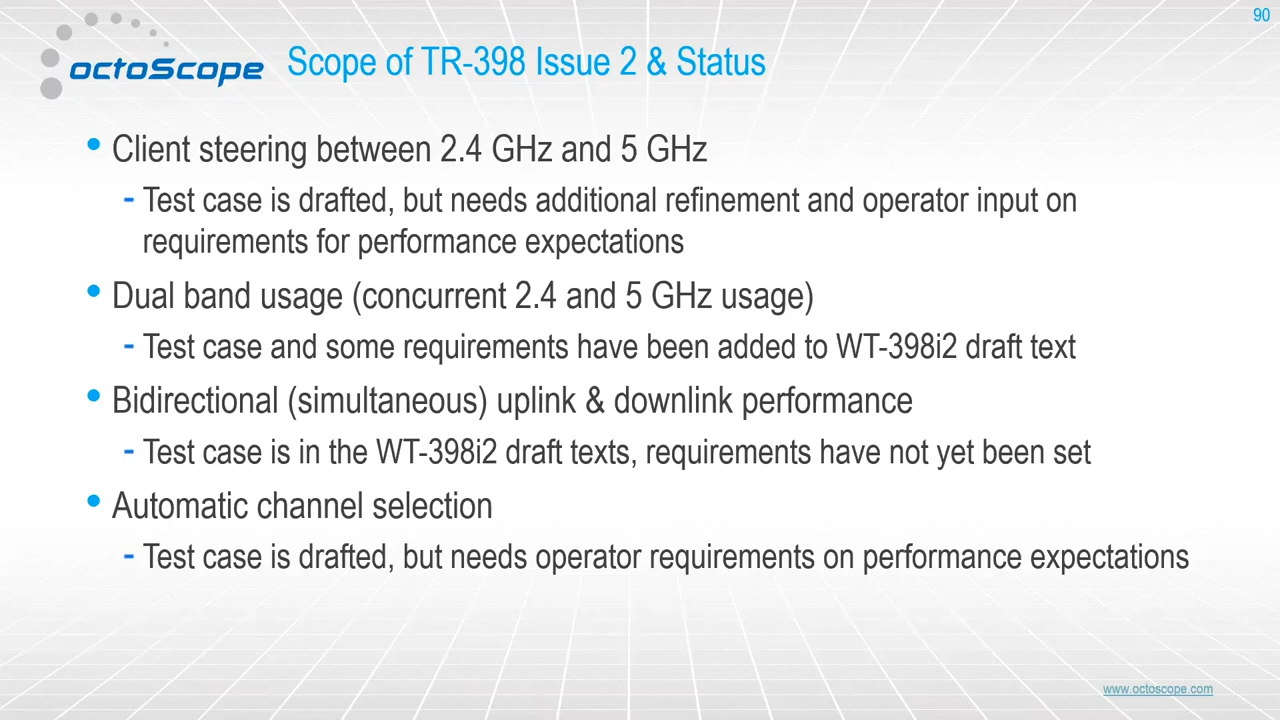 90
octoScope
Scope of TR-398 Issue 2 & Status
• Client steering between 2.4 GHz and 5 GHz
- Test case is drafted, but needs additional refinement and operator input on
requirements for performance expectations
• Dual band usage (concurrent 2.4 and 5 GHz usage)
- Test case and some requirements have been added to WT-398i2 draft text
• Bidirectional (simultaneous) uplink & downlink performance
- Test case is in the WT-398i2 draft texts, requirements have not yet been set
• Automatic channel selection
- Test case is drafted, but needs operator requirements on performance expectations
www.octoscope.com